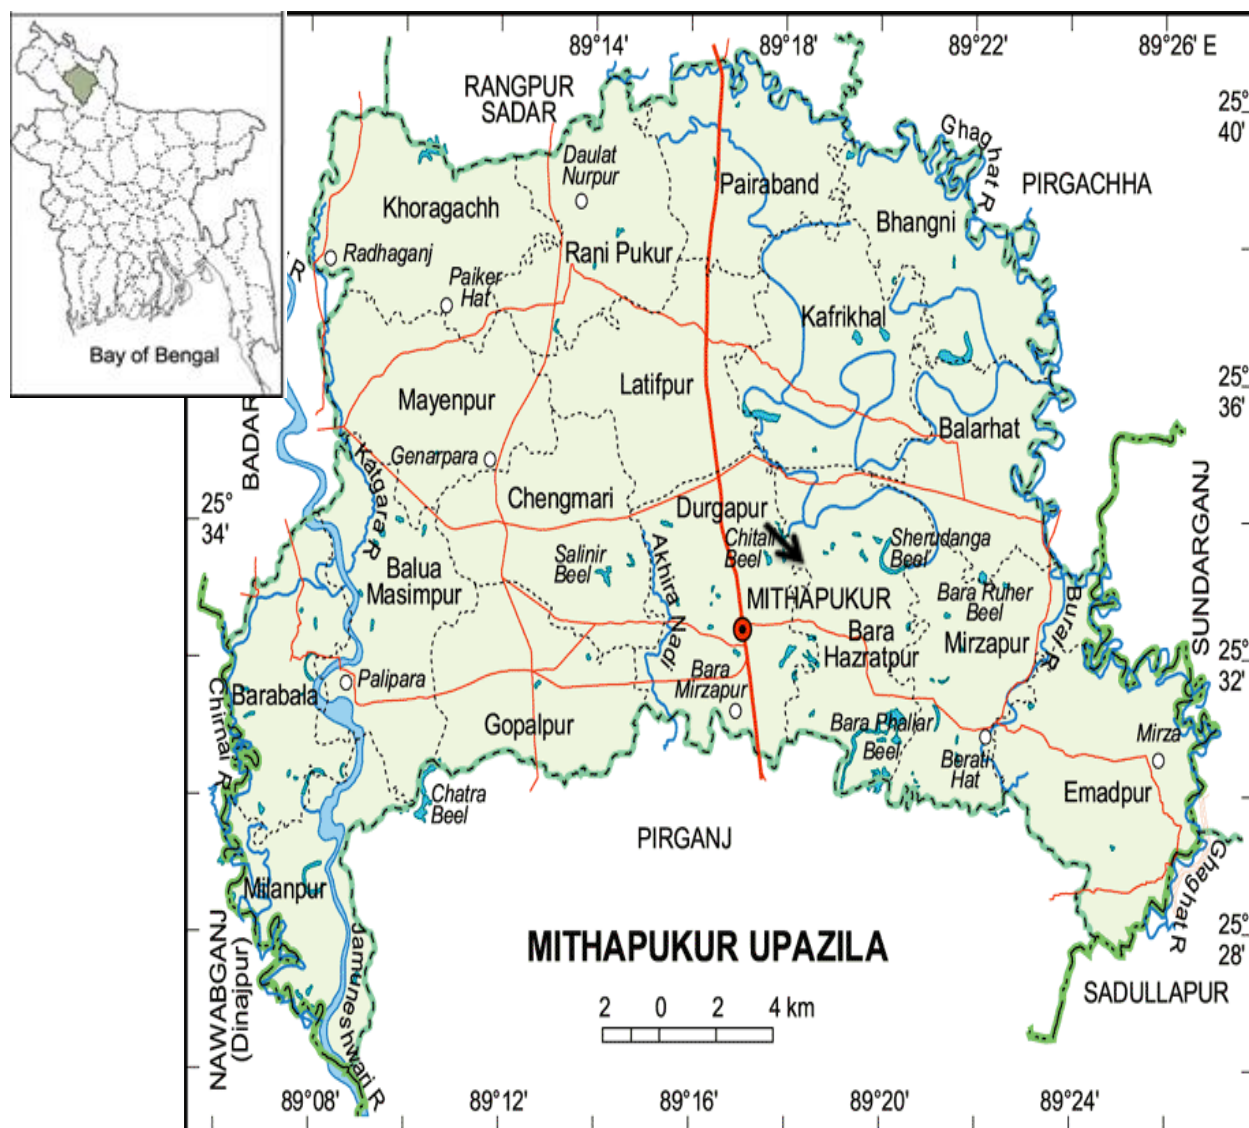 89°14'
89°18'
89°22'
89°26' E
RANGPUR
SADAR
25°
40'
Ghaghat R
PIRGACHHA
Daulat
Nurpur
Pairaband
Khoragachh
Bhangni
Rani Pukur
Radhaganj
R
Paiker
Hat
Kafrikhal
Bay of Bengal
Latifpur
25°
36'
Mayenpur
BADAR
Balarhat
Katgara R
Genarpara
Chengmari
Durgapur
25°
34'
SUNDARGANJ
Chitali
Beel
Sherudanga
Beel
Salinir
Beel
Akhira Nadi
Balua
Masimpur
MITHAPUKUR
Bara Ruher
Beel
Bural R
Bara
Hazratpur
Mirzapur
25°
32'
Bara
Mirzapur
Palipara
Barabala
Chimai R
Gopalpur
Bara Phallar
Beel
Mirza
Berati
Hat
Emadpur
Chatra
Beel
PIRGANJ
Ghaghat R
Milanpur
NAWABGANJ
(Dinajpur)
Jamuneshwari R
MITHAPUKUR UPAZILA
25°
28'
SADULLAPUR
2 0 2 4 km
89°08'
89°12'
89°16'
89°20'
89°24'